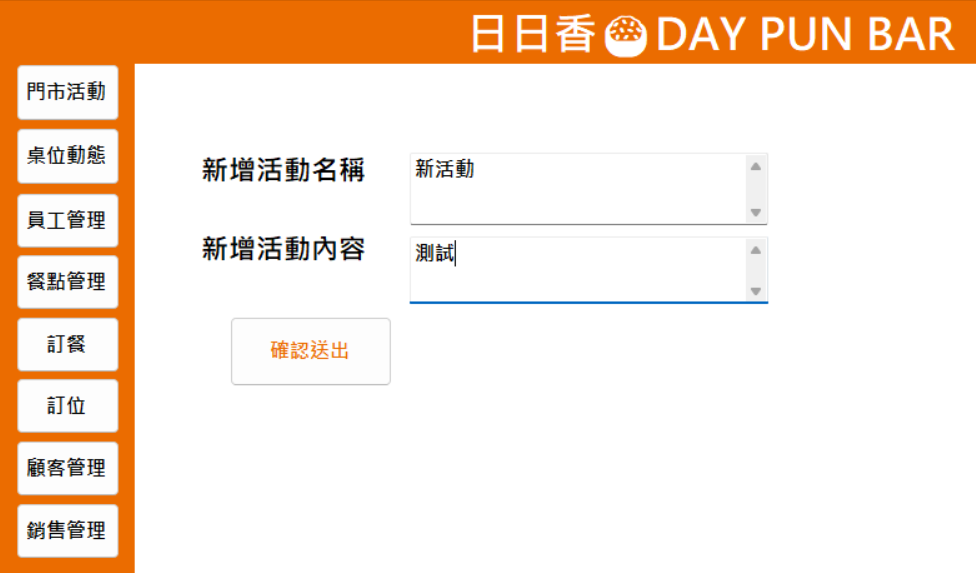 日日香 DAY PUN BAR
門市活動
桌位動態
員工管理
餐點管理
訂餐
訂位
顧客管理
銷售管理
新增活動名稱
新活動
新增活動內容
測試
確認送出